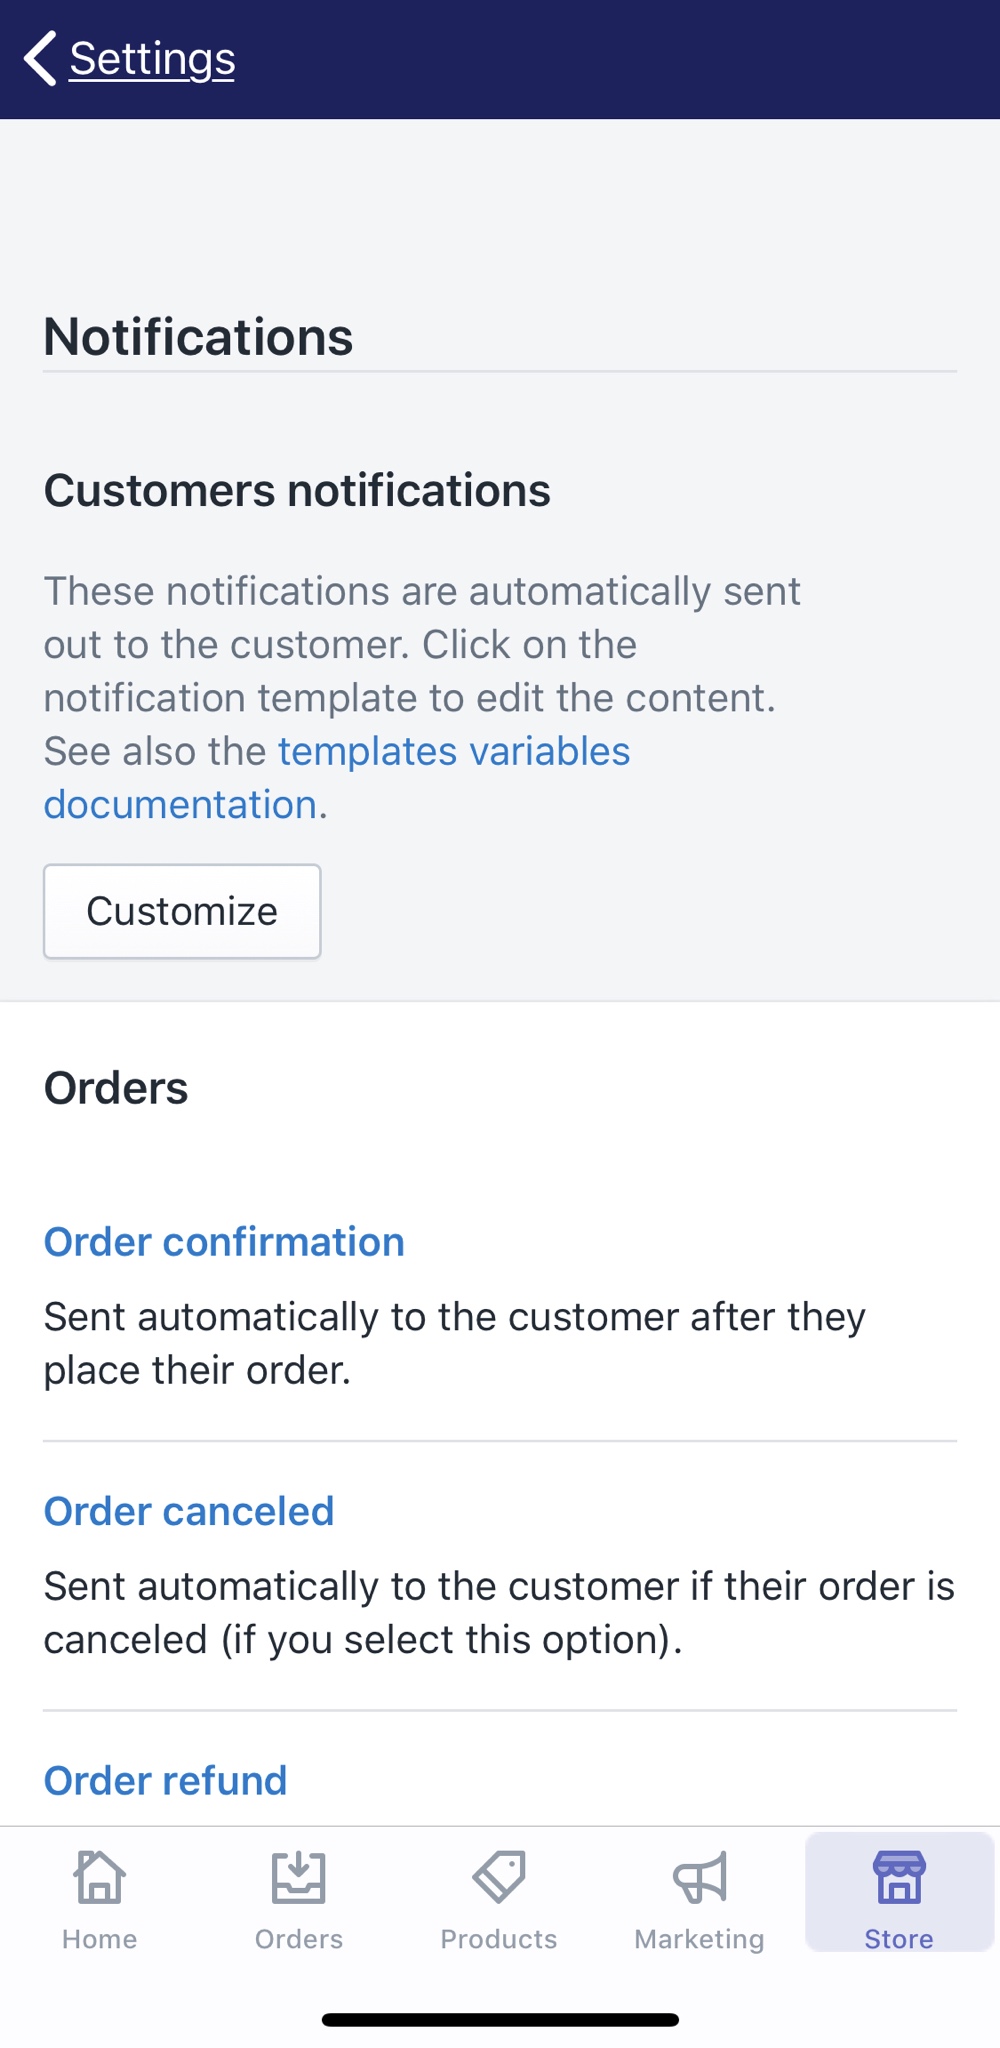 Settings
Notifications
Customers notifications
These notifications are automatically sent
out to the customer. Click on the
notification template to edit the content.
See also the templates variables
documentation.
Customize
Orders
Order confirmation
Sent automatically to the customer after they
place their order.
Order canceled
Sent automatically to the customer if their order is
canceled (if you select this option).
Order refund
Home
Orders
Products
Marketing
Store